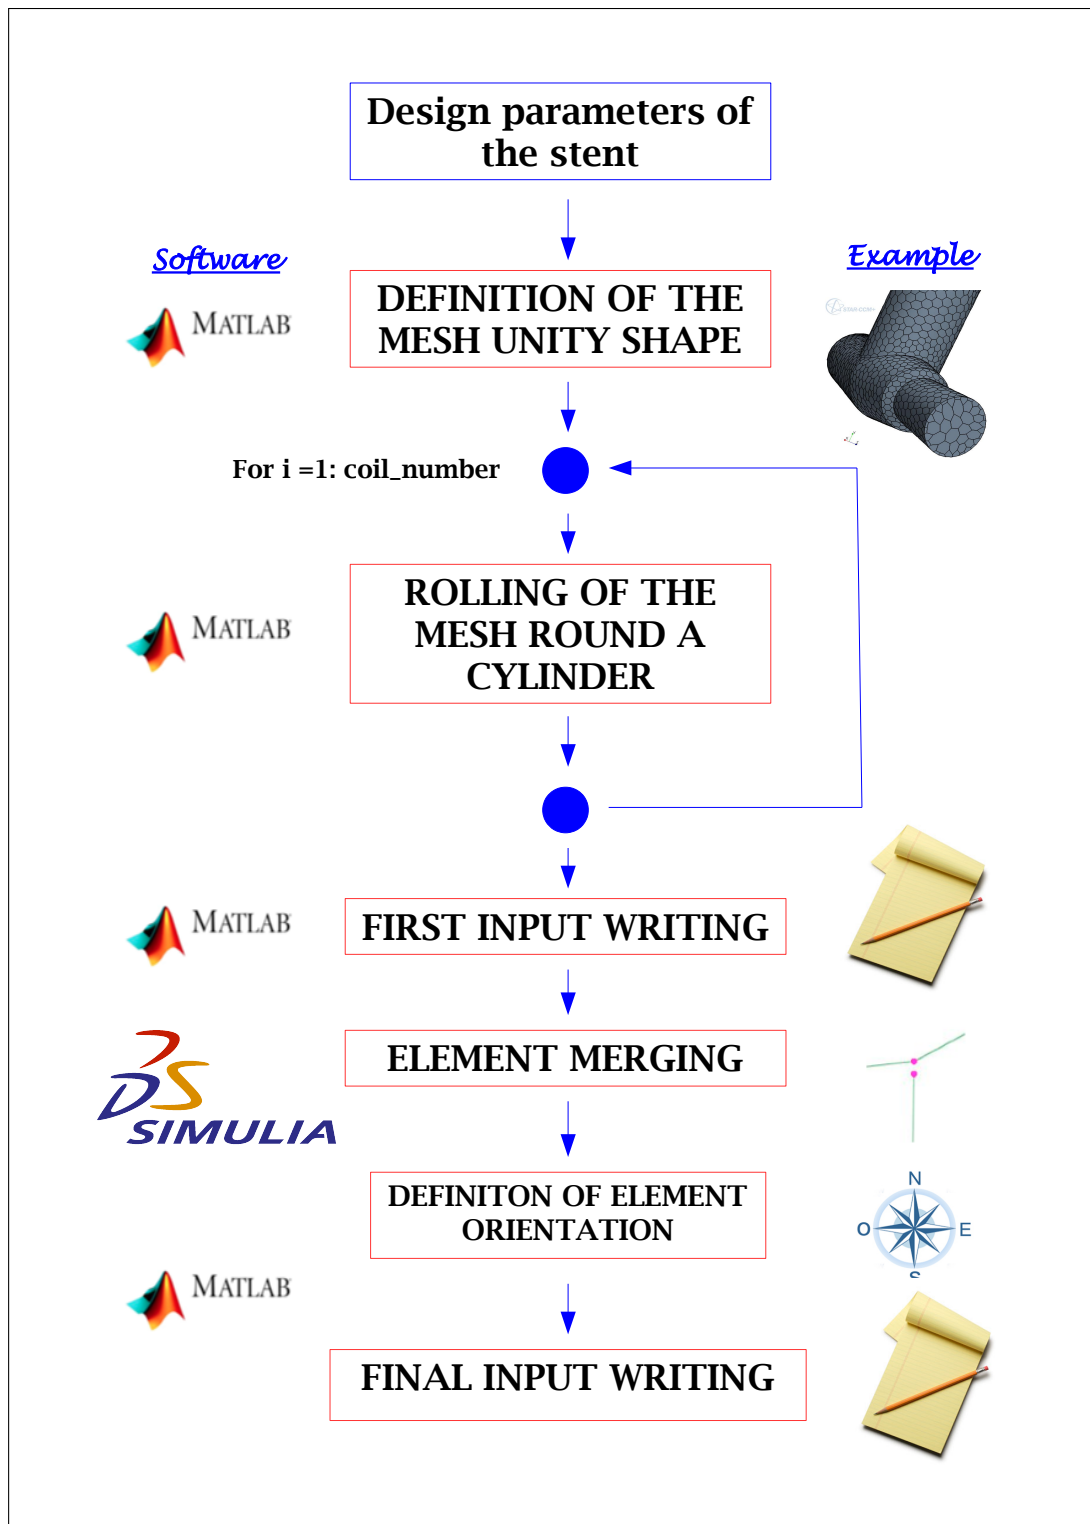 Design parameters of
the stent
Software
Example
MATLAB
DEFINITION OF THE
MESH UNITY SHAPE
For i =1: coil_number
MATLAB
ROLLING OF THE
MESH ROUND A
CYLINDER
MATLAB
FIRST INPUT WRITING
ELEMENT MERGING
DS
SIMULIA
DEFINITON OF ELEMENT
ORIENTATION
N
O
E
S
MATLAB
FINAL INPUT WRITING